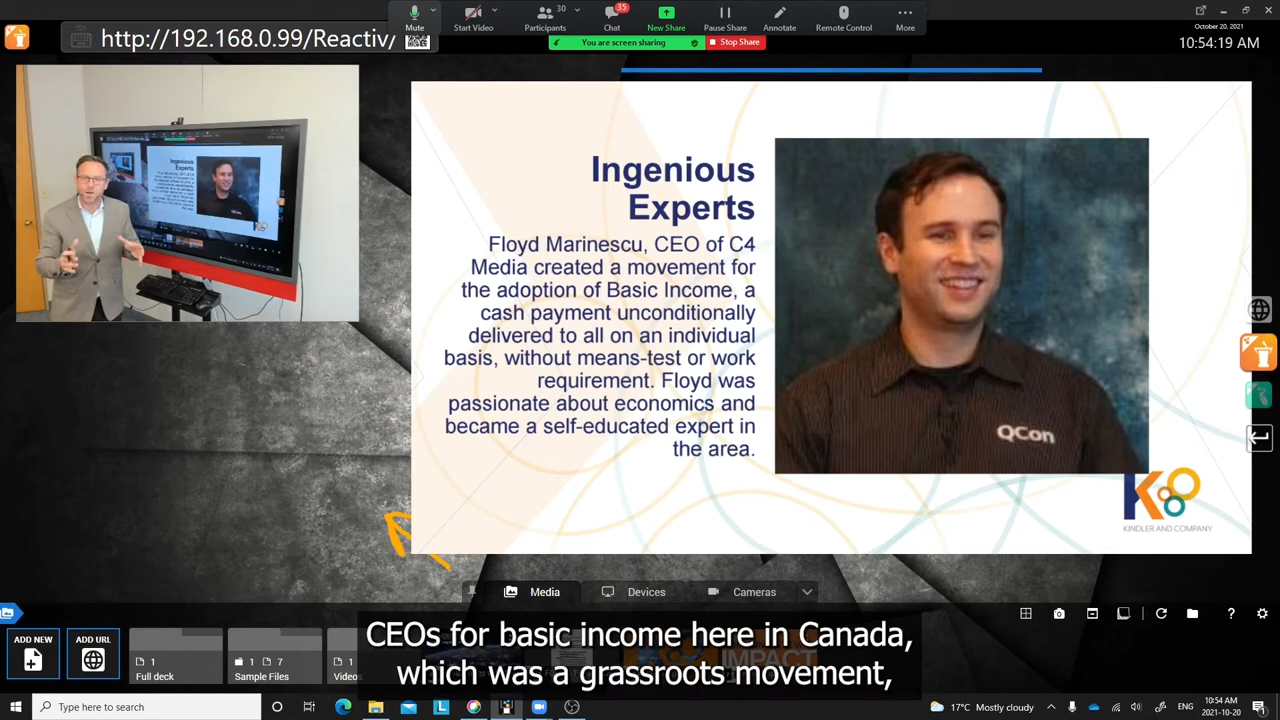 Mute
Start Video
Participants
30
Chat
35
New Share
Pause Share
Annotate
Remote Control
More
You are screen sharing
Stop Share
October 20, 2021
10:54:19 AM
http://192.168.0.99/Reactiv/
Ingenious
Experts
Floyd Marinescu, CEO of C4
Media created a movement for
the adoption of Basic Income, a
cash payment unconditionally
delivered to all on an individual
basis, without means-test or work
requirement. Floyd was
passionate about economics and
became a self-educated expert in
the area.
QCon
K
KINDLER AND COMPANY
Media
Devices
Cameras
ADD NEW
ADD URL
1
Full deck
1 7
Sample Files
1
Videos
IMPACT
CEOs for basic income here in Canada,
which was a grassroots movement,
Type here to search
17°C Mostly cloudy
ENG
10:54 AM
2021-10-20